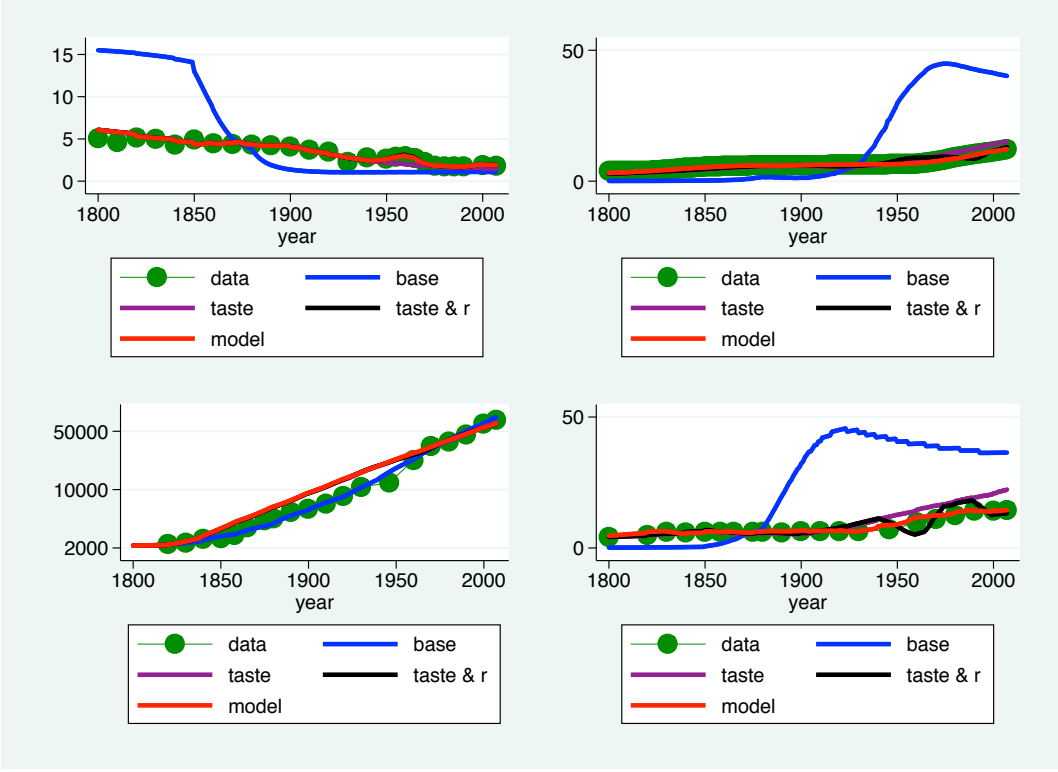 15
10
5
0
1800 1850 1900 1950 2000
year
data base
taste taste & r
model
50
0
1800 1850 1900 1950 2000
year
data base
taste taste & r
model
50000
10000
2000
1800 1850 1900 1950 2000
year
data base
taste taste & r
model
50
0
1800 1850 1900 1950 2000
year
data base
taste taste & r
model